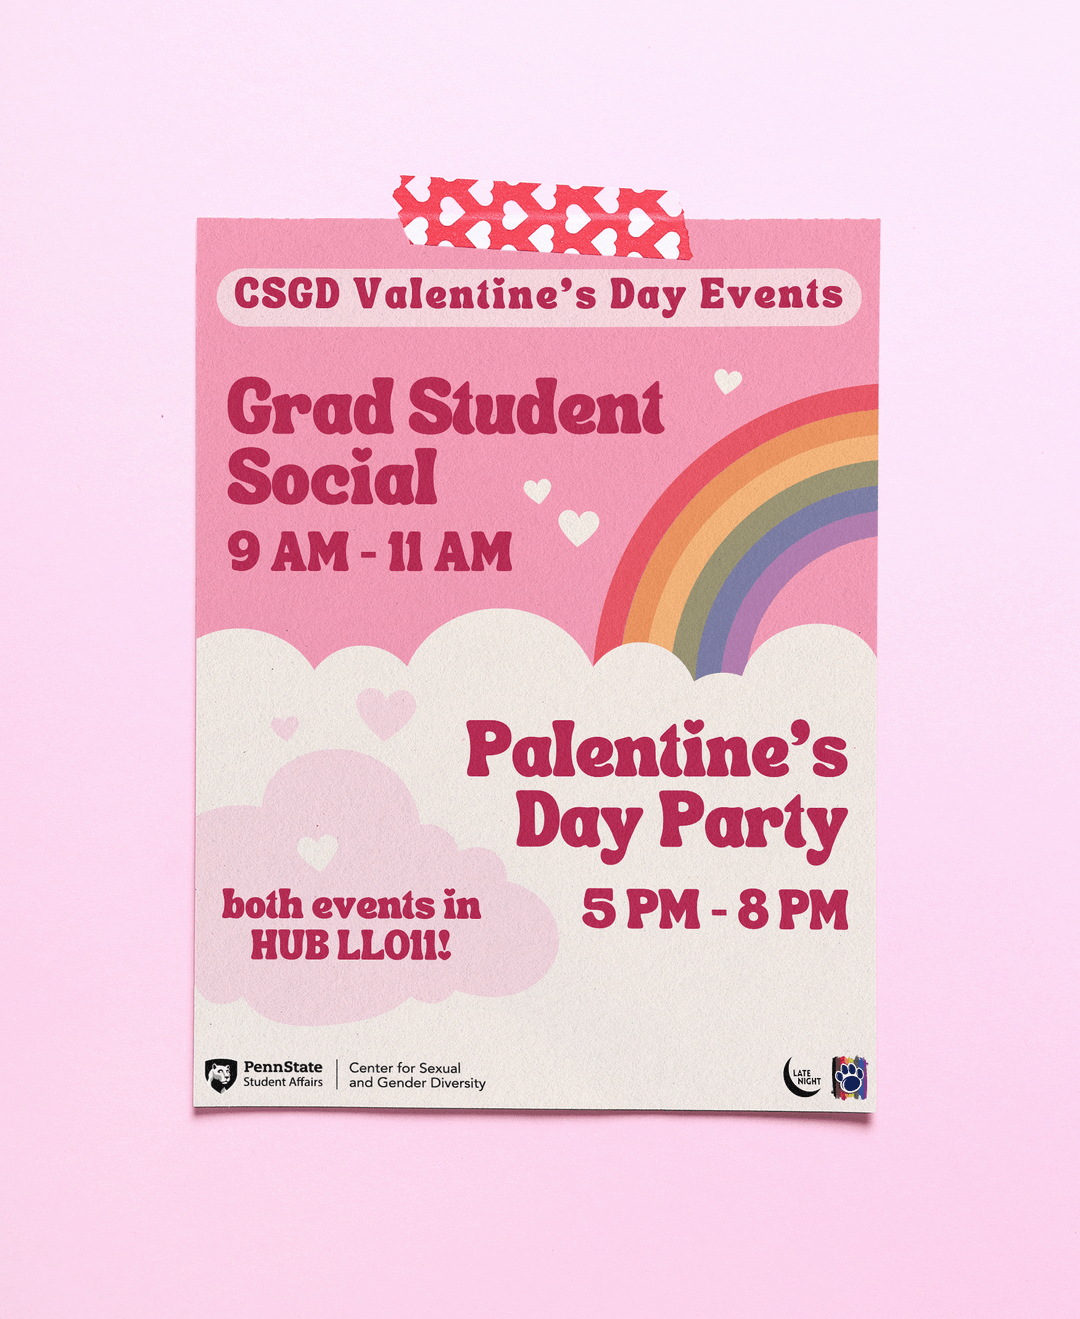 CSGD Valentine's Day Events
Grad Student
Social
9 AM - 11 AM
Palentine's
Day Party
5 PM - 8 PM
both events in
HUB LL011!
PennState
Student Affairs
Center for Sexual
and Gender Diversity
LATE
NIGHT